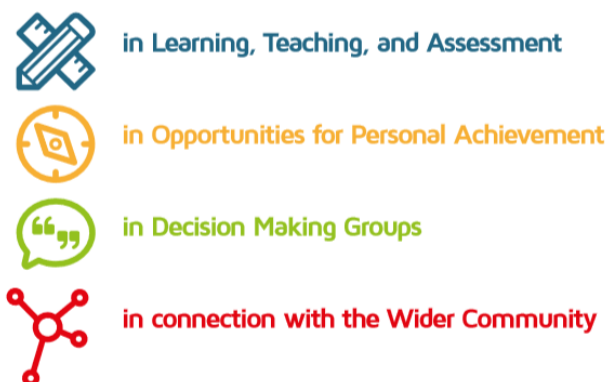 in Learning, Teaching, and Assessment
in Opportunities for Personal Achievement
in Decision Making Groups
in connection with the Wider Community